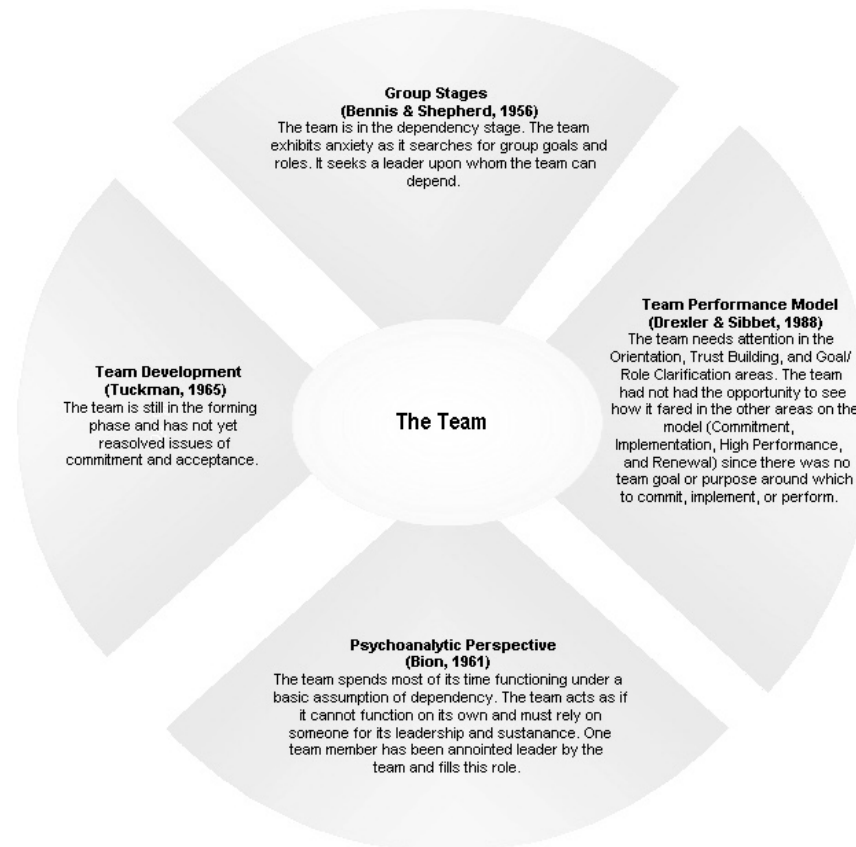 Group Stages
(Bennis & Shepherd, 1956)
The team is in the dependency stage. The team
exhibits anxiety as it searches for group goals and
roles. It seeks a leader upon whom the team can
depend.
Team Performance Model
(Drexler & Sibbet, 1988)
The team needs attention in the
Orientation, Trust Building, and Goal/
Role Clarification areas. The team
had not had the opportunity to see
how it fared in the other areas on the
model (Commitment,
Implementation, High Performance,
and Renewal) since there was no
team goal or purpose around which
to commit, implement, or perform.
Team Development
(Tuckman, 1965)
The team is still in the forming
phase and has not yet
reasolved issues of
commitment and acceptance.
The Team
Psychoanalytic Perspective
(Bion, 1961)
The team spends most of its time functioning under a
basic assumption of dependency. The team acts as if
it cannot function on its own and must rely on
someone for its leadership and sustanance. One
team member has been annointed leader by the
team and fills this role.